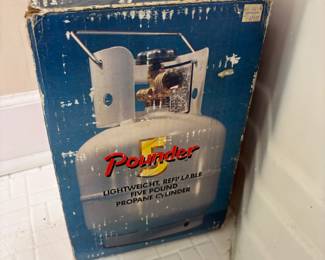 5
Pounder
LIGHTWEIGHT, REFILLABLE
FIVE POUND
PROPANE CYLINDER